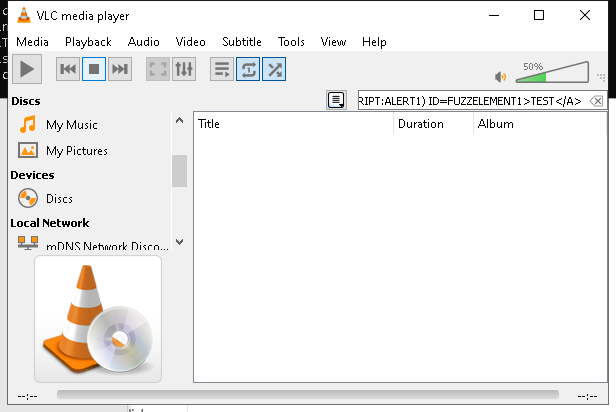 VLC media player
Media Playback Audio Video Subtitle Tools View Help
50%
Discs
RIPT:ALERT1) ID=FUZZELEMENT1>TEST</A>
My Music
Title Duration Album
My Pictures
Devices
Discs
Local Network
mDNS Network Disco...
--:--
--:--